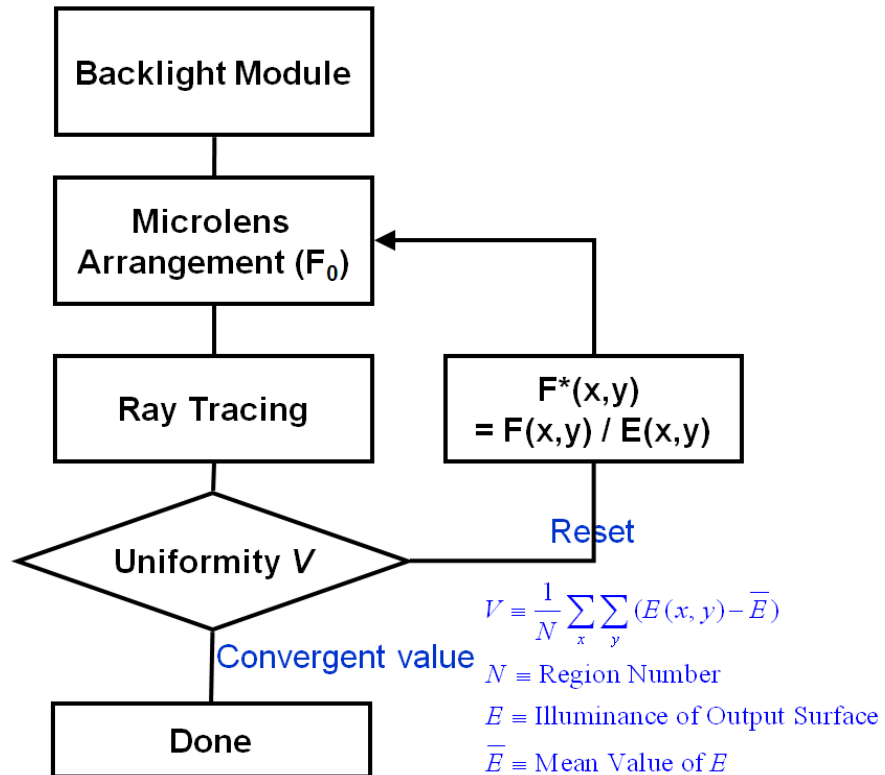 Backlight Module
Microlens
Arrangement (F₀)
Ray Tracing
F*(x,y)
= F(x,y) / E(x,y)
Uniformity V
Reset
V ≡ 1/N ∑x ∑y (E(x, y) − E̅)
Convergent value
N ≡ Region Number
E ≡ Illuminance of Output Surface
Done
E̅ ≡ Mean Value of E